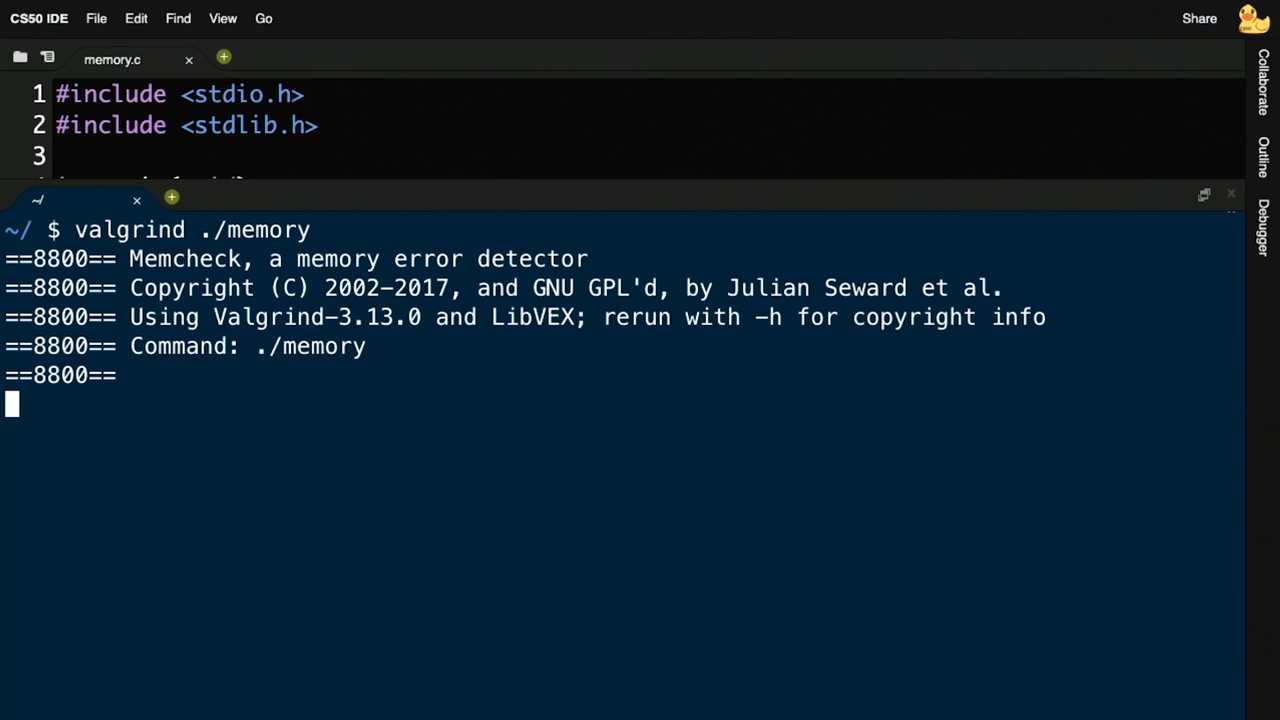 CS50 IDE File Edit Find View Go Share
memory.c
1 #include <stdio.h>
2 #include <stdlib.h>
3
~/
~/ $ valgrind ./memory
==8800== Memcheck, a memory error detector
==8800== Copyright (C) 2002-2017, and GNU GPL'd, by Julian Seward et al.
==8800== Using Valgrind-3.13.0 and LibVEX; rerun with -h for copyright info
==8800== Command: ./memory
==8800==
Collaborate
Outline
Debugger